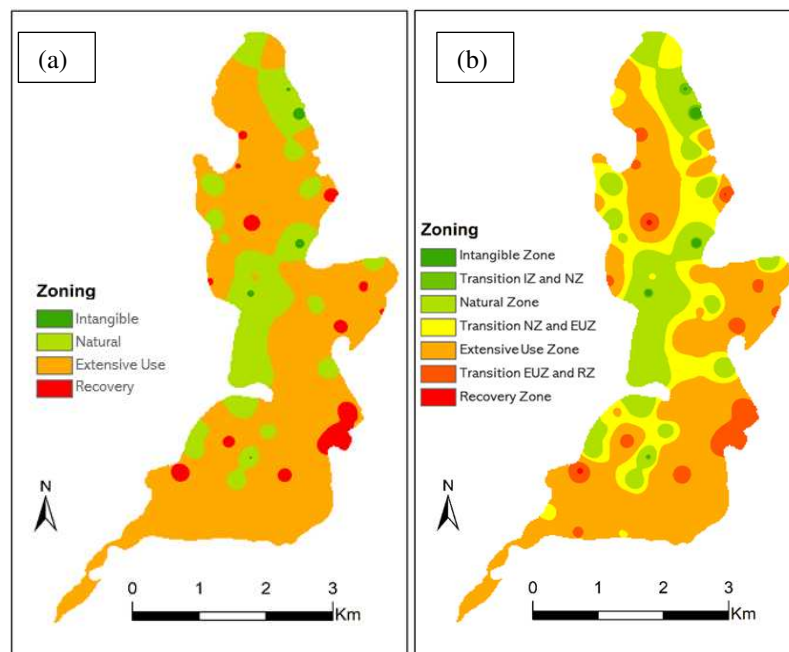 (a)
Zoning
Intangible
Natural
Extensive Use
Recovery
N
0 1 2 3
Km
(b)
Zoning
Intangible Zone
Transition IZ and NZ
Natural Zone
Transition NZ and EUZ
Extensive Use Zone
Transition EUZ and RZ
Recovery Zone
N
0 1 2 3
Km